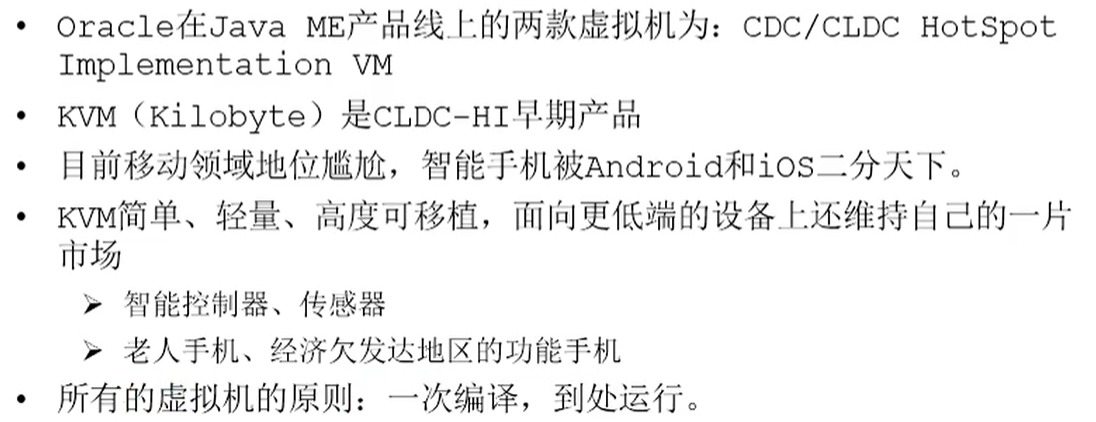 • Oracle在Java ME产品线上的两款虚拟机为：CDC/CLDC HotSpot
Implementation VM
• KVM（Kilobyte）是CLDC-HI早期产品
• 目前移动领域地位尴尬，智能手机被Android和iOS二分天下。
• KVM简单、轻量、高度可移植，面向更低端的设备上还维持自己的一片
市场
➢ 智能控制器、传感器
➢ 老人手机、经济欠发达地区的功能手机
• 所有的虚拟机的原则：一次编译，到处运行。